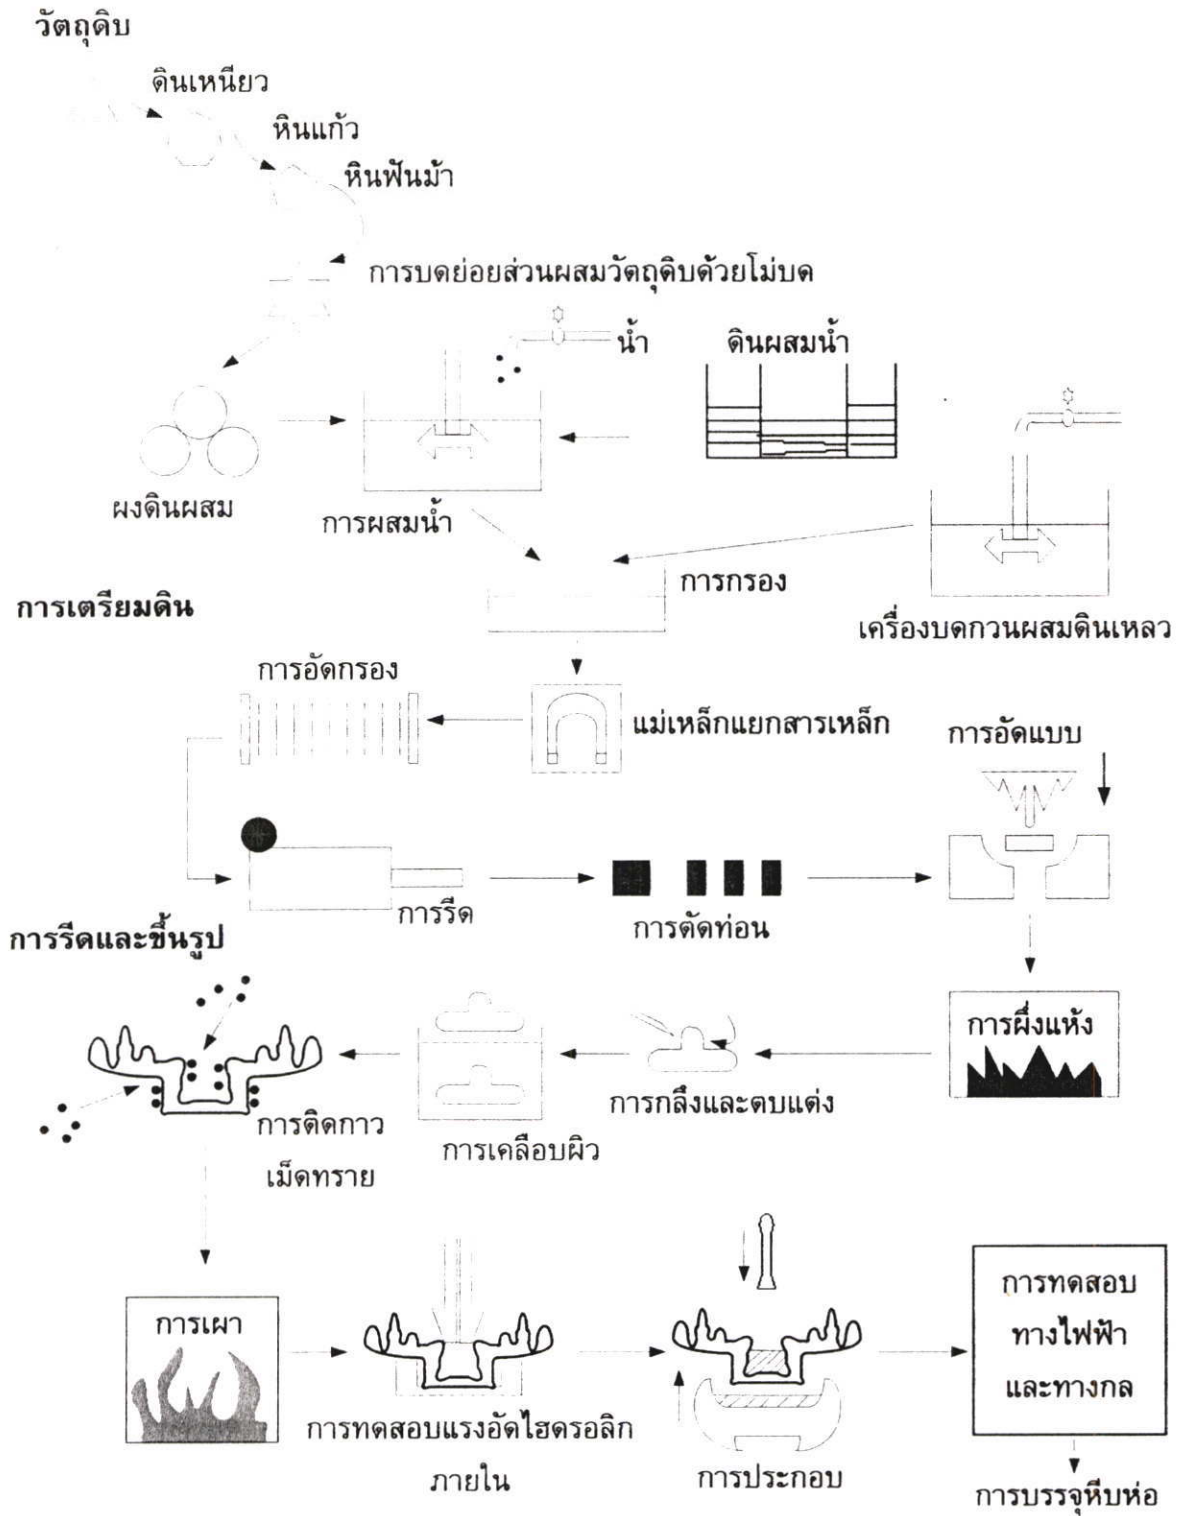 วัตถุดิบ
ดินเหนียว
หินแก้ว
หินฟันม้า
การบดย่อยส่วนผสมวัตถุดิบด้วยโม่บด
น้ำ
ดินผสมน้ำ
ผงดินผสม
การผสมน้ำ
การกรอง
เครื่องบดกวนผสมดินเหลว
การเตรียมดิน
การอัดกรอง
แม่เหล็กแยกสารเหล็ก
การอัดแบบ
การรีด
การตัดท่อน
การรีดและขึ้นรูป
การผึ่งแห้ง
การกลึงและตบแต่ง
การเคลือบผิว
การติดกาว
เม็ดทราย
การเผา
การทดสอบแรงอัดไฮดรอลิก
ภายใน
การประกอบ
การทดสอบ
ทางไฟฟ้า
และทางกล
การบรรจุหีบห่อ